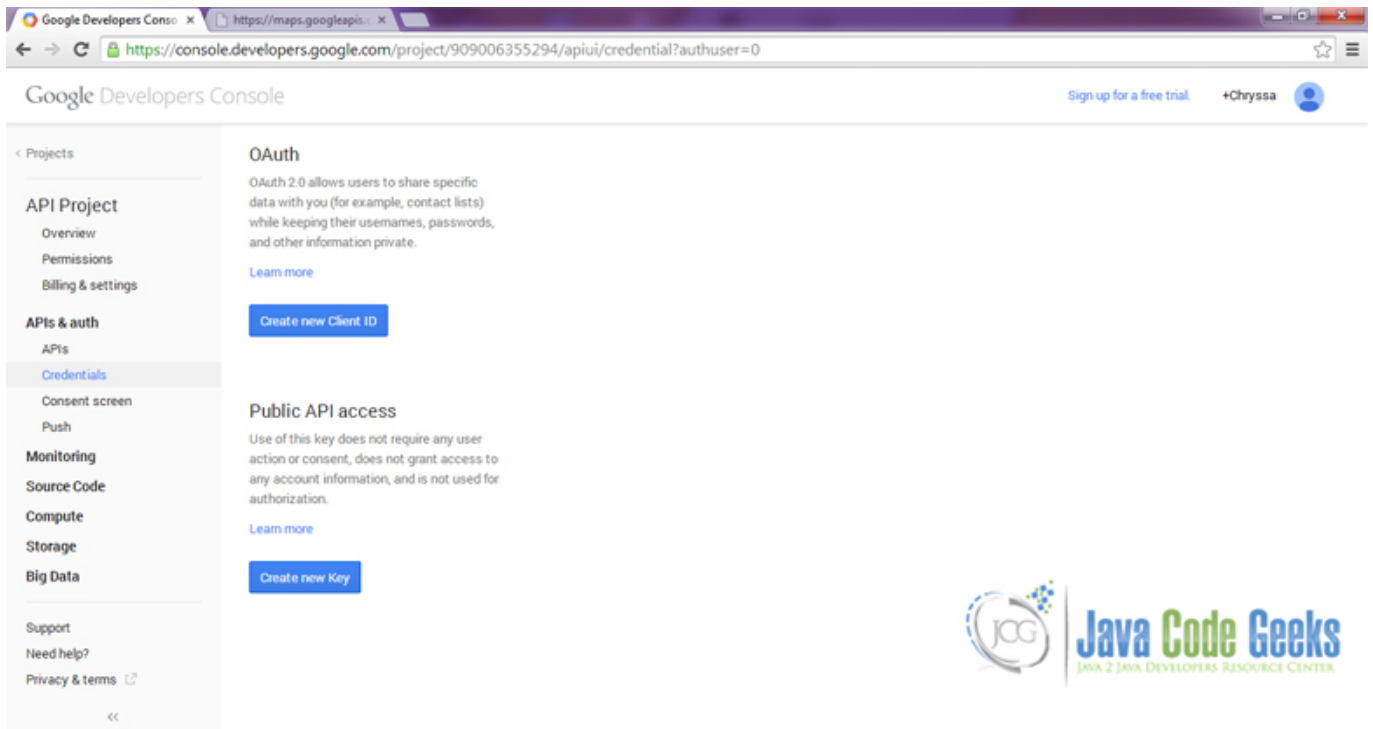 Google Developers Conso
https://maps.googleapis.
https://console.developers.google.com/project/909006355294/apiui/credential?authuser=0
Google Developers Console
Sign up for a free trial.
+Chryssa
< Projects
API Project
Overview
Permissions
Billing & settings
APIs & auth
APIs
Credentials
Consent screen
Push
Monitoring
Source Code
Compute
Storage
Big Data
Support
Need help?
Privacy & terms
<<
OAuth
OAuth 2.0 allows users to share specific
data with you (for example, contact lists)
while keeping their usernames, passwords,
and other information private.
Learn more
Create new Client ID
Public API access
Use of this key does not require any user
action or consent, does not grant access to
any account information, and is not used for
authorization.
Learn more
Create new Key
JCG
Java Code Geeks
JAVA 2 JAVA DEVELOPERS RESOURCE CENTER